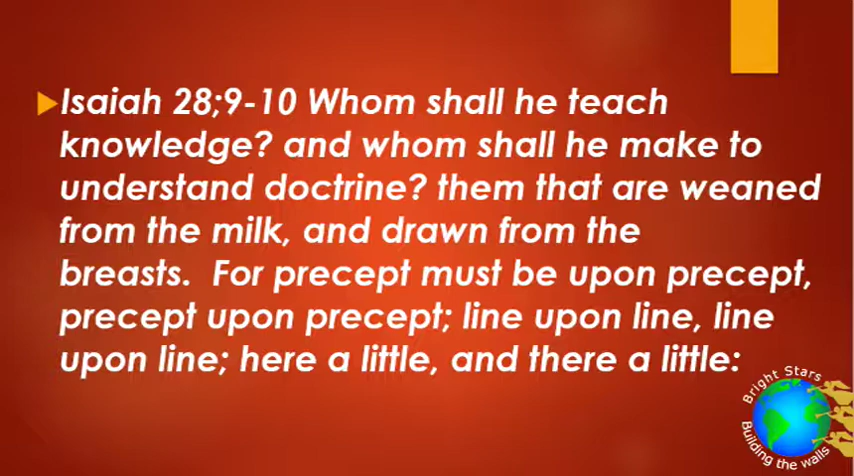 Isaiah 28;9-10 Whom shall he teach
knowledge? and whom shall he make to
understand doctrine? them that are weaned
from the milk, and drawn from the
breasts.  For precept must be upon precept,
precept upon precept; line upon line, line
upon line; here a little, and there a little:
Bright Stars
Building the walls